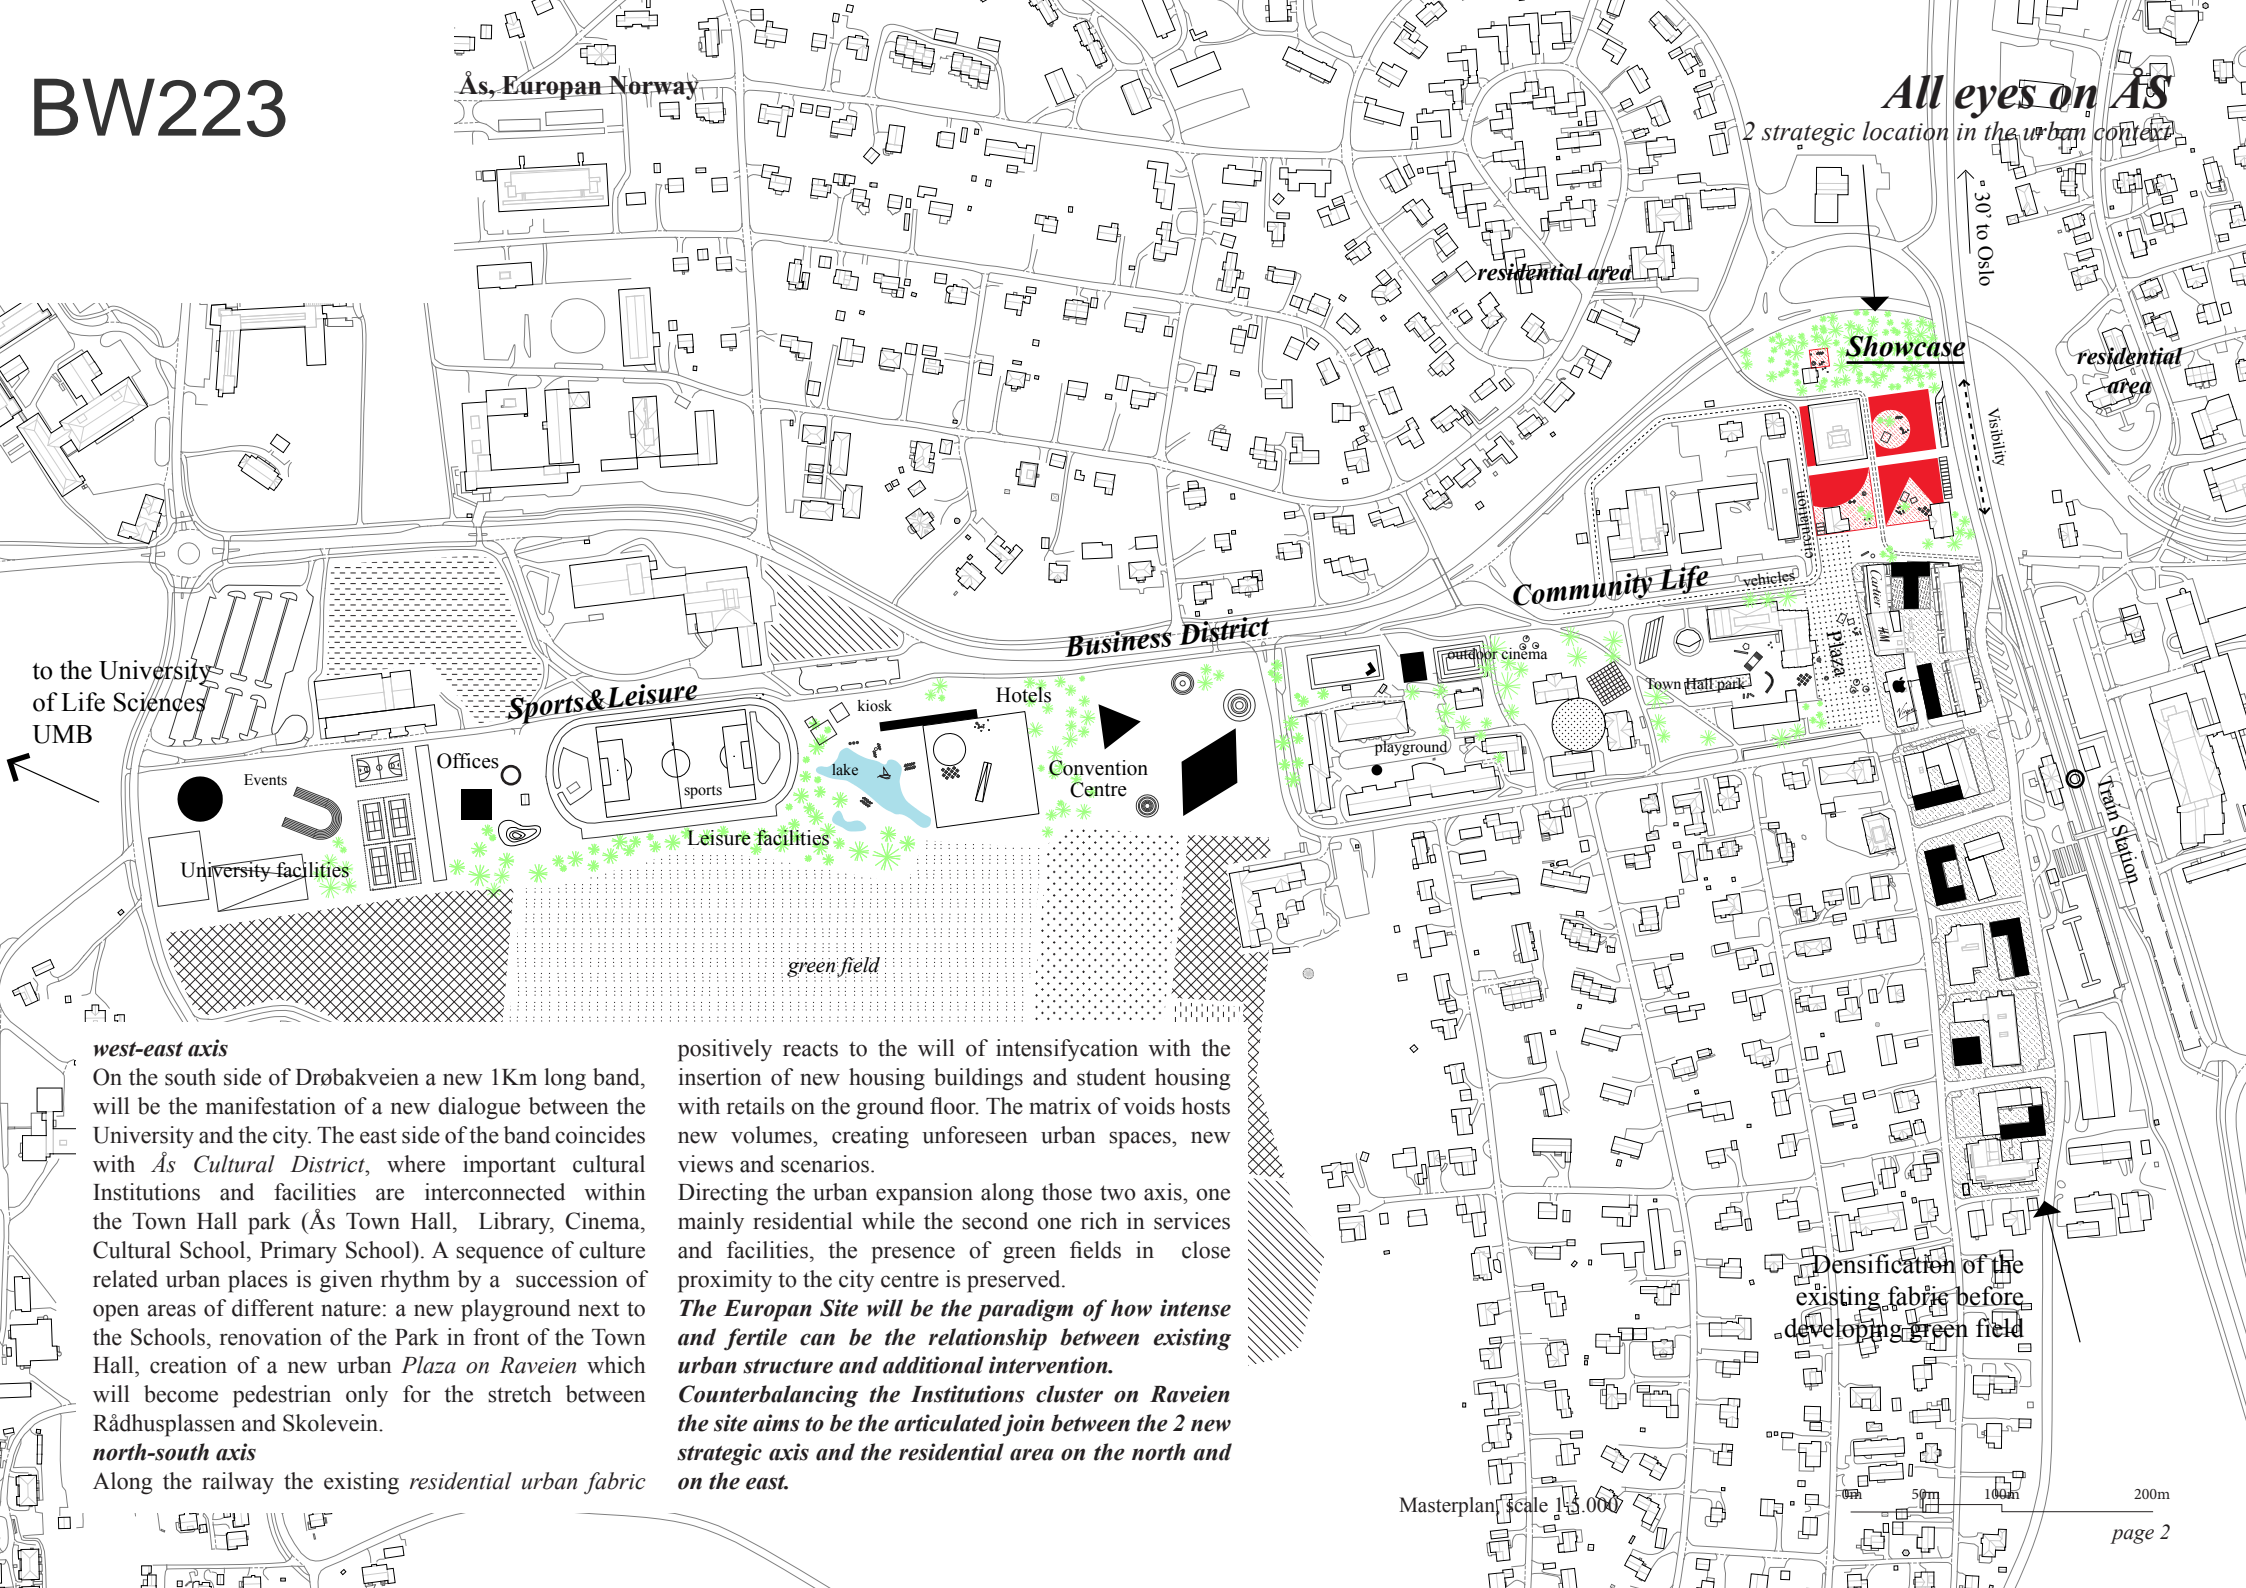 BW223
Ås, Europan Norway
All eyes on ÅS
2 strategic location in the urban context
- 30' to Oslo
residential area
Showcase
residential
area
Visibility
circulation
Community Life
vehicles
Cartier
H&M
Plaza
Business District
outdoor cinema
Town Hall park
to the University
of Life Sciences
UMB
Sports&Leisure
kiosk
Hotels
playground
Offices
Events
lake
sports
Convention
Centre
Train Station
Leisure facilities
University facilities
green field
west-east axis
On the south side of Drøbakveien a new 1Km long band,
will be the manifestation of a new dialogue between the
University and the city. The east side of the band coincides
with Ås Cultural District, where important cultural
Institutions and facilities are interconnected within
the Town Hall park (Ås Town Hall, Library, Cinema,
Cultural School, Primary School). A sequence of culture
related urban places is given rhythm by a succession of
open areas of different nature: a new playground next to
the Schools, renovation of the Park in front of the Town
Hall, creation of a new urban Plaza on Raveien which
will become pedestrian only for the stretch between
Rådhusplassen and Skolevein.
north-south axis
Along the railway the existing residential urban fabric
positively reacts to the will of intensifycation with the
insertion of new housing buildings and student housing
with retails on the ground floor. The matrix of voids hosts
new volumes, creating unforeseen urban spaces, new
views and scenarios.
Directing the urban expansion along those two axis, one
mainly residential while the second one rich in services
and facilities, the presence of green fields in close
proximity to the city centre is preserved.
The Europan Site will be the paradigm of how intense
and fertile can be the relationship between existing
urban structure and additional intervention.
Counterbalancing the Institutions cluster on Raveien
the site aims to be the articulated join between the 2 new
strategic axis and the residential area on the north and
on the east.
Densification of the
existing fabric before
developing green field
Masterplan, scale 1:5.000
0m 50m 100m 200m
page 2